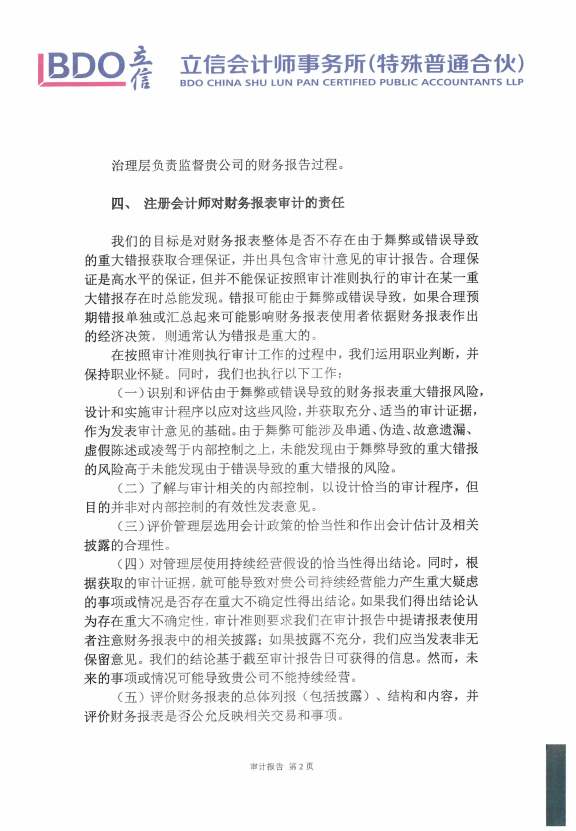 BDO 立信 立信会计师事务所(特殊普通合伙)
BDO CHINA SHU LUN PAN CERTIFIED PUBLIC ACCOUNTANTS LLP
治理层负责监督贵公司的财务报告过程。
四、 注册会计师对财务报表审计的责任
我们的目标是对财务报表整体是否不存在由于舞弊或错误导致
的重大错报获取合理保证，并出具包含审计意见的审计报告。合理保
证是高水平的保证，但并不能保证按照审计准则执行的审计在某一重
大错报存在时总能发现。错报可能由于舞弊或错误导致，如果合理预
期错报单独或汇总起来可能影响财务报表使用者依据财务报表作出
的经济决策，则通常认为错报是重大的。
在按照审计准则执行审计工作的过程中，我们运用职业判断，并
保持职业怀疑。同时，我们也执行以下工作：
（一）识别和评估由于舞弊或错误导致的财务报表重大错报风险，
设计和实施审计程序以应对这些风险，并获取充分、适当的审计证据，
作为发表审计意见的基础。由于舞弊可能涉及串通、伪造、故意遗漏、
虚假陈述或凌驾于内部控制之上，未能发现由于舞弊导致的重大错报
的风险高于未能发现由于错误导致的重大错报的风险。
（二）了解与审计相关的内部控制，以设计恰当的审计程序，但
目的并非对内部控制的有效性发表意见。
（三）评价管理层选用会计政策的恰当性和作出会计估计及相关
披露的合理性。
（四）对管理层使用持续经营假设的恰当性得出结论。同时，根
据获取的审计证据，就可能导致对贵公司持续经营能力产生重大疑虑
的事项或情况是否存在重大不确定性得出结论。如果我们得出结论认
为存在重大不确定性，审计准则要求我们在审计报告中提请报表使用
者注意财务报表中的相关披露；如果披露不充分，我们应当发表非无
保留意见。我们的结论基于截至审计报告日可获得的信息。然而，未
来的事项或情况可能导致贵公司不能持续经营。
（五）评价财务报表的总体列报（包括披露）、结构和内容，并
评价财务报表是否公允反映相关交易和事项。
审计报告 第 2 页